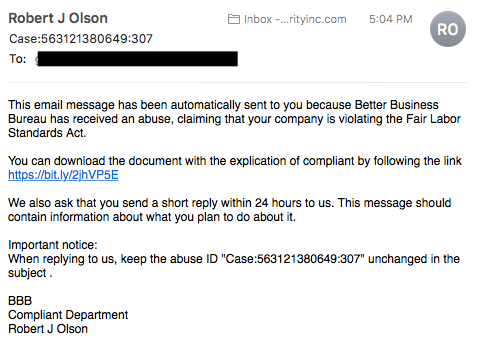 Robert J Olson
Inbox -...rityinc.com
5:04 PM
RO
Case:563121380649:307
To:
This email message has been automatically sent to you because Better Business
Bureau has received an abuse, claiming that your company is violating the Fair Labor
Standards Act.
You can download the document with the explication of compliant by following the link
https://bit.ly/2jhVP5E
We also ask that you send a short reply within 24 hours to us. This message should
contain information about what you plan to do about it.
Important notice:
When replying to us, keep the abuse ID "Case:563121380649:307" unchanged in the
subject .
BBB
Compliant Department
Robert J Olson